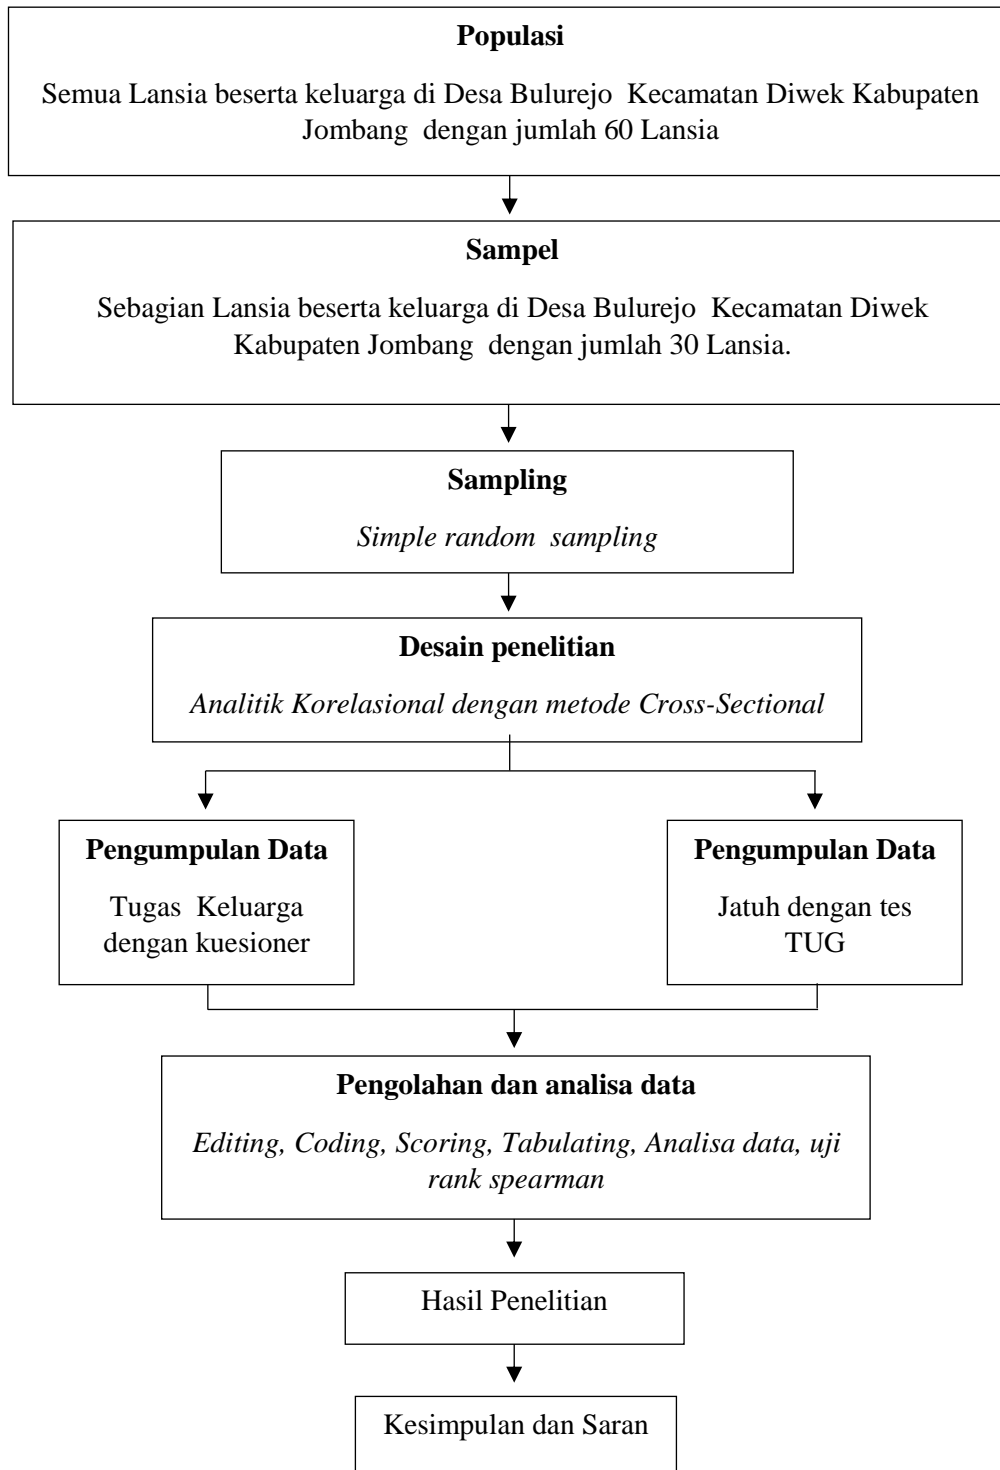 Populasi
Semua Lansia beserta keluarga di Desa Bulurejo Kecamatan Diwek Kabupaten
Jombang dengan jumlah 60 Lansia
Sampel
Sebagian Lansia beserta keluarga di Desa Bulurejo Kecamatan Diwek
Kabupaten Jombang dengan jumlah 30 Lansia.
Sampling
Simple random sampling
Desain penelitian
Analitik Korelasional dengan metode Cross-Sectional
Pengumpulan Data
Tugas Keluarga
dengan kuesioner
Pengumpulan Data
Jatuh dengan tes
TUG
Pengolahan dan analisa data
Editing, Coding, Scoring, Tabulating, Analisa data, uji
rank spearman
Hasil Penelitian
Kesimpulan dan Saran